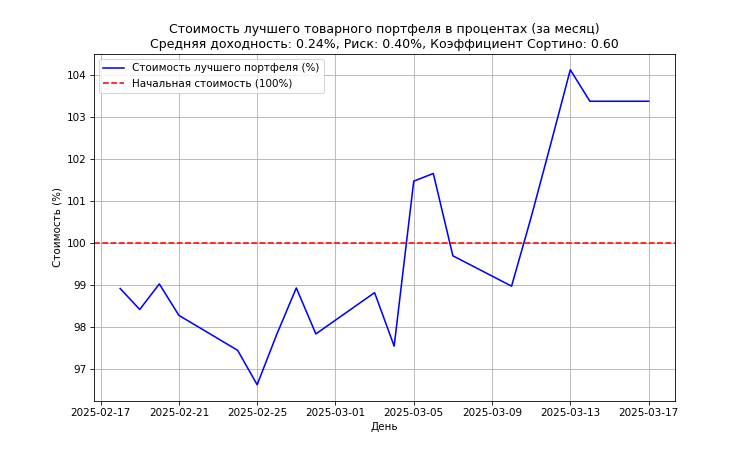 Стоимость лучшего товарного портфеля в процентах (за месяц)
Средняя доходность: 0.24%, Риск: 0.40%, Коэффициент Сортино: 0.60
Стоимость лучшего портфеля (%)
Начальная стоимость (100%)
Стоимость (%)
104
103
102
101
100
99
98
97
2025-02-17 2025-02-21 2025-02-25 2025-03-01 2025-03-05 2025-03-09 2025-03-13 2025-03-17
День